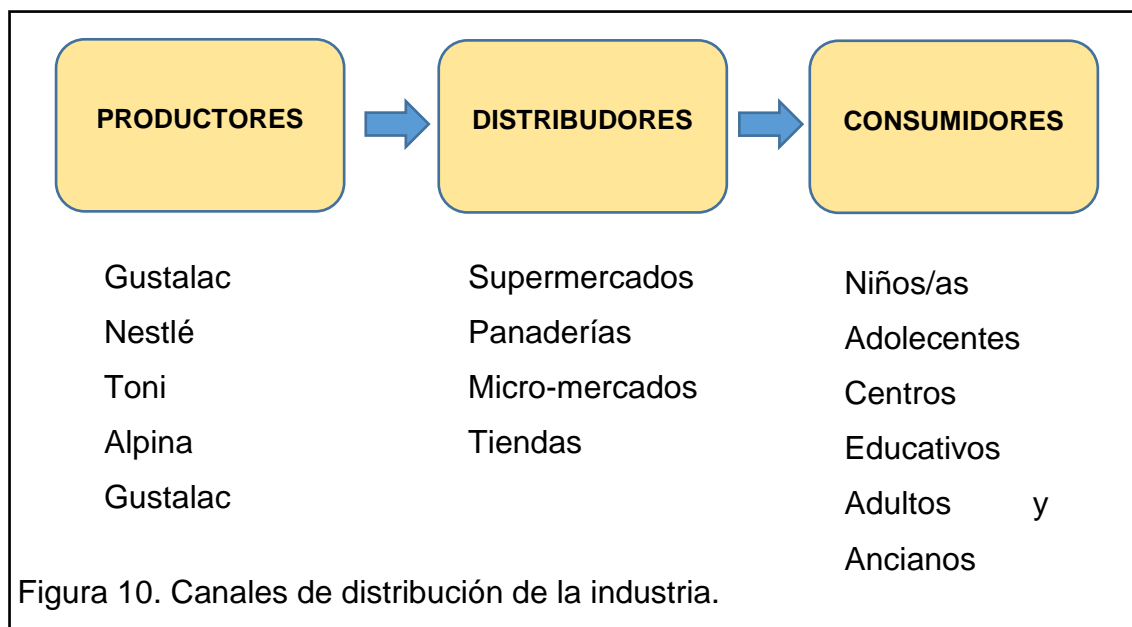 PRODUCTORES
DISTRIBUDORES
CONSUMIDORES
Gustalac
Nestlé
Toni
Alpina
Gustalac
Supermercados
Panaderías
Micro-mercados
Tiendas
Niños/as
Adolecentes
Centros
Educativos
Adultos y
Ancianos
Figura 10. Canales de distribución de la industria.